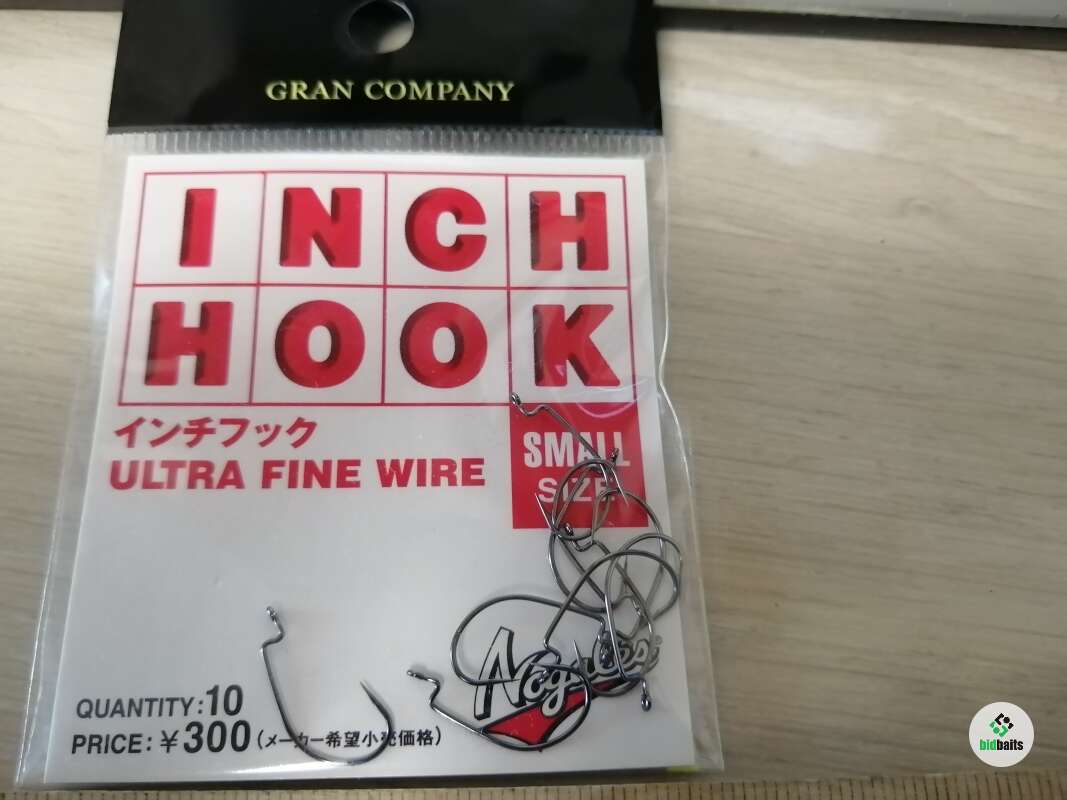 GRAN COMPANY
INCH
HOOK
インチフック
ULTRA FINE WIRE
SMALL
SIZE
Nogales
QUANTITY:10
PRICE:¥300(メーカー希望小売価格)
bidbaits